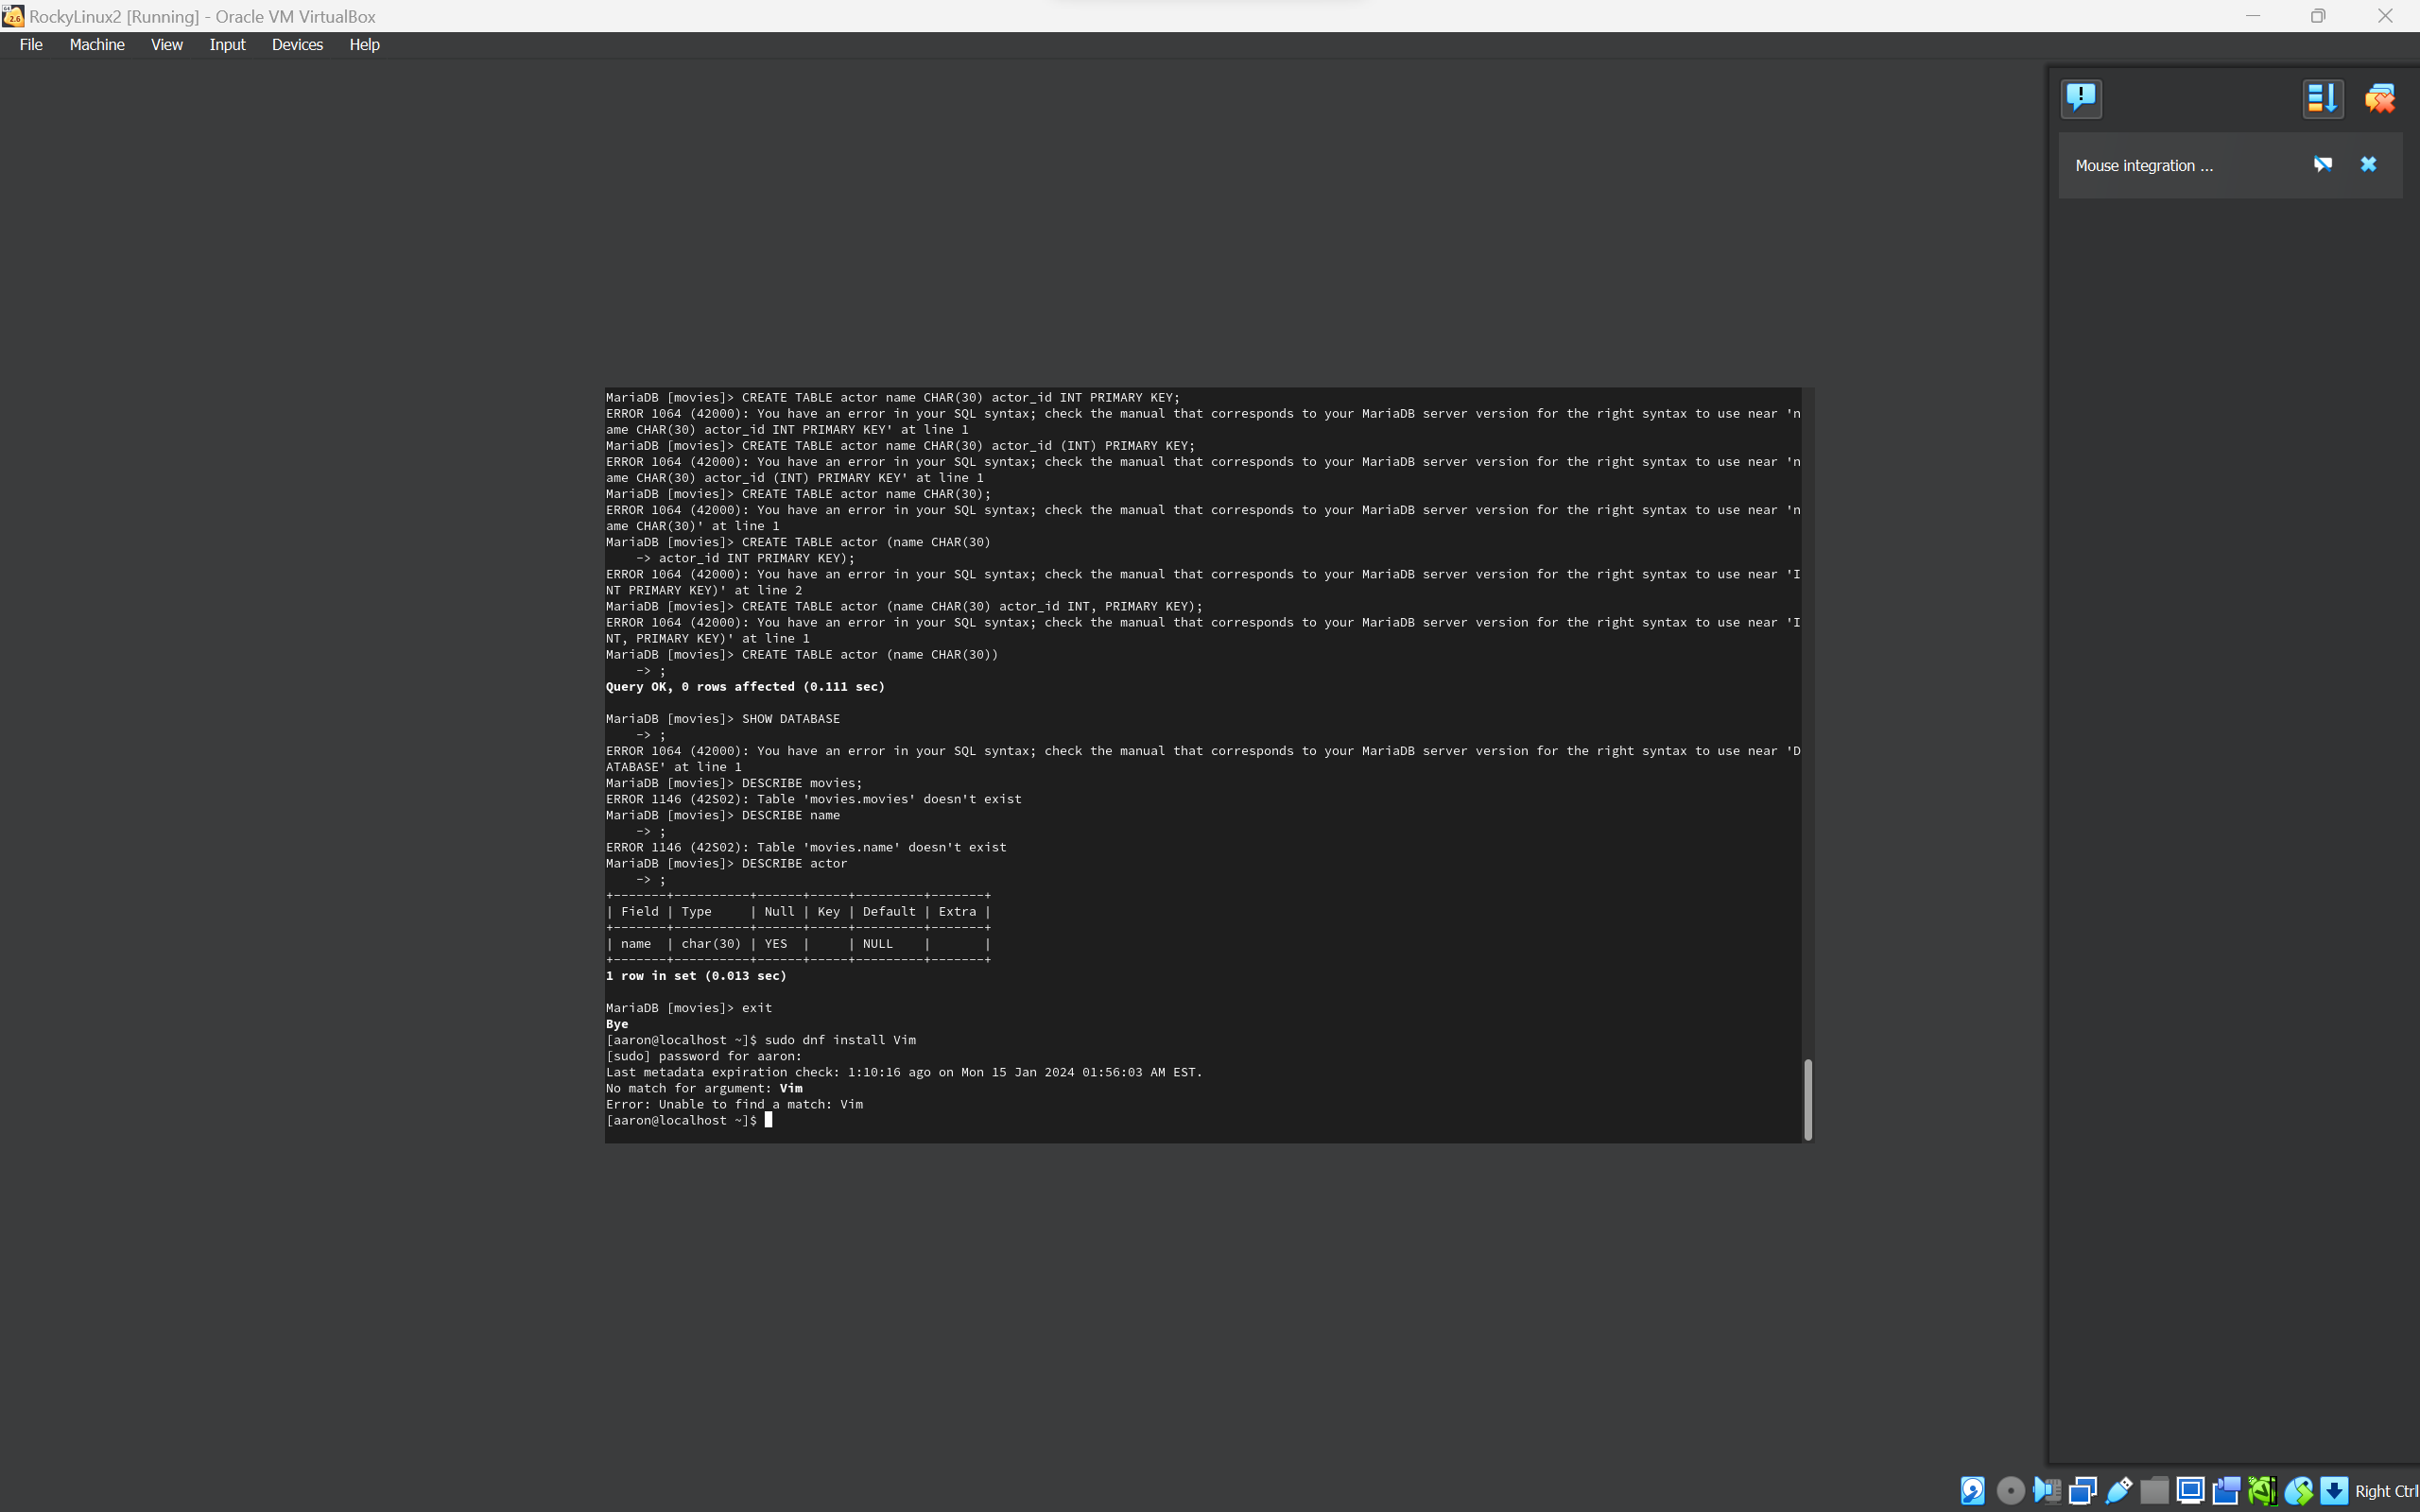 RockyLinux2 [Running] - Oracle VM VirtualBox
File Machine View Input Devices Help
Mouse integration ...
MariaDB [movies]> CREATE TABLE actor name CHAR(30) actor_id INT PRIMARY KEY;
ERROR 1064 (42000): You have an error in your SQL syntax; check the manual that corresponds to your MariaDB server version for the right syntax to use near 'n
ame CHAR(30) actor_id INT PRIMARY KEY' at line 1
MariaDB [movies]> CREATE TABLE actor name CHAR(30) actor_id (INT) PRIMARY KEY;
ERROR 1064 (42000): You have an error in your SQL syntax; check the manual that corresponds to your MariaDB server version for the right syntax to use near 'n
ame CHAR(30) actor_id (INT) PRIMARY KEY' at line 1
MariaDB [movies]> CREATE TABLE actor name CHAR(30);
ERROR 1064 (42000): You have an error in your SQL syntax; check the manual that corresponds to your MariaDB server version for the right syntax to use near 'n
ame CHAR(30)' at line 1
MariaDB [movies]> CREATE TABLE actor (name CHAR(30)
    -> actor_id INT PRIMARY KEY);
ERROR 1064 (42000): You have an error in your SQL syntax; check the manual that corresponds to your MariaDB server version for the right syntax to use near 'I
NT PRIMARY KEY)' at line 2
MariaDB [movies]> CREATE TABLE actor (name CHAR(30) actor_id INT, PRIMARY KEY);
ERROR 1064 (42000): You have an error in your SQL syntax; check the manual that corresponds to your MariaDB server version for the right syntax to use near 'I
NT, PRIMARY KEY)' at line 1
MariaDB [movies]> CREATE TABLE actor (name CHAR(30))
    -> ;
Query OK, 0 rows affected (0.111 sec)
MariaDB [movies]> SHOW DATABASE
    -> ;
ERROR 1064 (42000): You have an error in your SQL syntax; check the manual that corresponds to your MariaDB server version for the right syntax to use near 'D
ATABASE' at line 1
MariaDB [movies]> DESCRIBE movies;
ERROR 1146 (42S02): Table 'movies.movies' doesn't exist
MariaDB [movies]> DESCRIBE name
    -> ;
ERROR 1146 (42S02): Table 'movies.name' doesn't exist
MariaDB [movies]> DESCRIBE actor
    -> ;
+-------+----------+------+-----+---------+-------+
| Field | Type     | Null | Key | Default | Extra |
+-------+----------+------+-----+---------+-------+
| name  | char(30) | YES  |     | NULL    |       |
+-------+----------+------+-----+---------+-------+
1 row in set (0.013 sec)
MariaDB [movies]> exit
Bye
[aaron@localhost ~]$ sudo dnf install Vim
[sudo] password for aaron:
Last metadata expiration check: 1:10:16 ago on Mon 15 Jan 2024 01:56:03 AM EST.
No match for argument: Vim
Error: Unable to find a match: Vim
[aaron@localhost ~]$
Right Ctrl